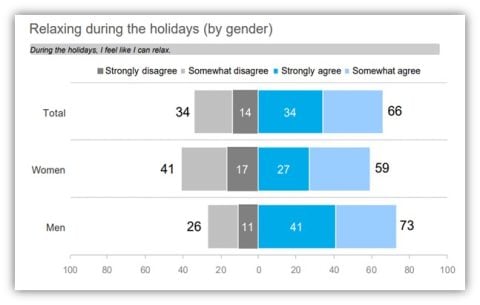 Relaxing during the holidays (by gender)
During the holidays, I feel like I can relax.
Strongly disagree Somewhat disagree Strongly agree Somewhat agree
Total 34 14 34 66
Women 41 17 27 59
Men 26 11 41 73
100 80 60 40 20 0 20 40 60 80 100